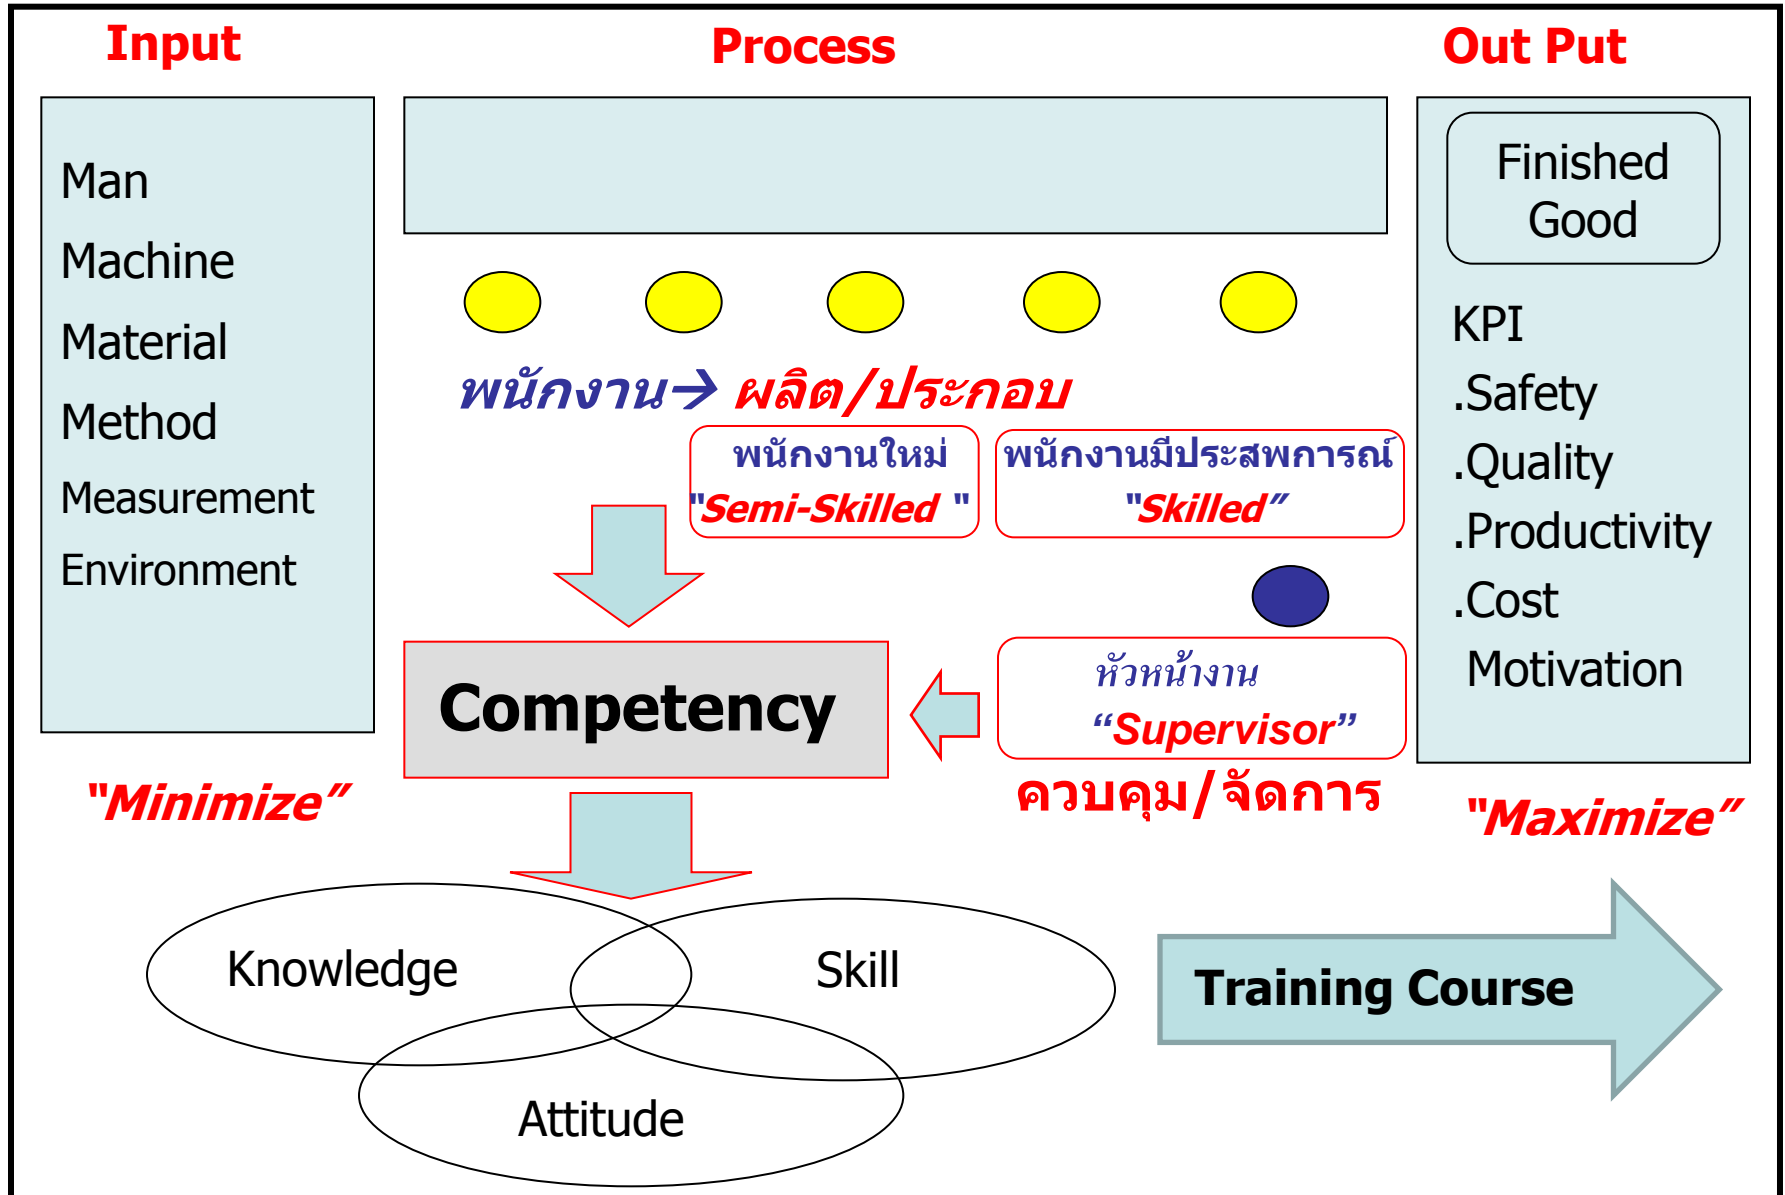 Input
Process
Out Put
Man
Machine
Material
Method
Measurement
Environment
"Minimize"
พนักงาน→ ผลิต/ประกอบ
พนักงานใหม่
"Semi-Skilled "
พนักงานมีประสพการณ์
"Skilled"
Competency
หัวหน้างาน
“Supervisor”
ควบคุม/จัดการ
Finished
Good
KPI
.Safety
.Quality
.Productivity
.Cost
Motivation
"Maximize"
Knowledge
Skill
Attitude
Training Course